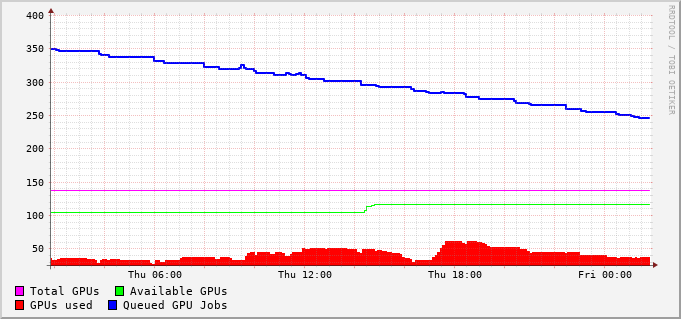 400
350
300
250
200
150
100
50
Thu 06:00 Thu 12:00 Thu 18:00 Fri 00:00
Total GPUs Available GPUs
GPUs used Queued GPU Jobs
RRDTOOL / TOBI OETIKER